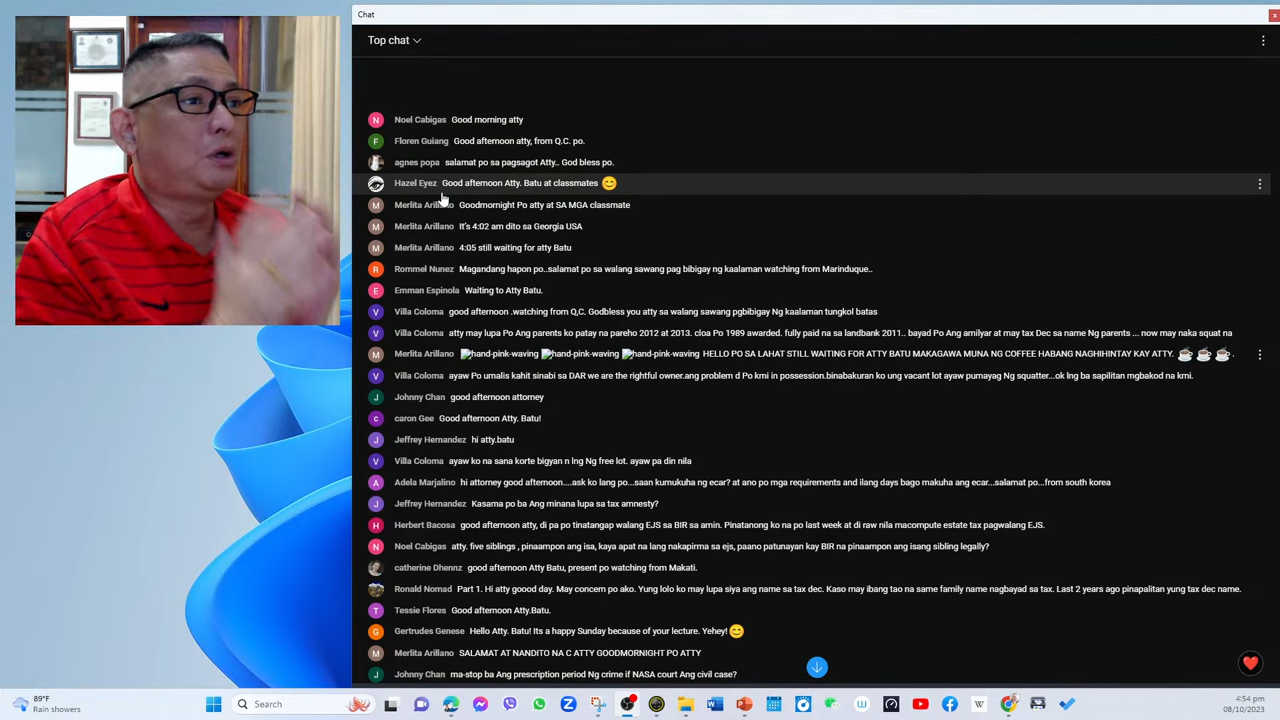 Chat
Top chat
Noel Cabigas Good morning atty
Floren Guiang Good afternoon atty, from Q.C. po.
agnes popa salamat po sa pagsagot Atty.. God bless po.
Hazel Eyez Good afternoon Atty. Batu at classmates 😊
Merlita Arillano Goodmornight Po atty at SA MGA classmate
Merlita Arillano It's 4:02 am dito sa Georgia USA
Merlita Arillano 4:05 still waiting for atty Batu
Rommel Nunez Magandang hapon po..salamat po sa walang sawang pag bibigay ng kaalaman watching from Marinduque..
Emman Espinola Waiting to Atty Batu.
Villa Coloma good afternoon .watching from Q,C. Godbless you atty sa walang sawang pgbibigay Ng kaalaman tungkol batas
Villa Coloma atty may lupa Po Ang parents ko patay na pareho 2012 at 2013. cloa Po 1989 awarded. fully paid na sa landbank 2011.. bayad Po Ang amilyar at may tax Dec sa name Ng parents ... now may naka squat na
Merlita Arillano hand-pink-waving hand-pink-waving hand-pink-waving HELLO PO SA LAHAT STILL WAITING FOR ATTY BATU MAKAGAWA MUNA NG COFFEE HABANG NAGHIHINTAY KAY ATTY. ☕ ☕ ☕ .
Villa Coloma ayaw Po umalis kahit sinabi sa DAR we are the rightful owner.ang problem d Po kmi in possession.binabakuran ko ung vacant lot ayaw pumayag Ng squatter...ok lng ba sapilitan mgbakod na kmi.
Johnny Chan good afternoon attorney
caron Gee Good afternoon Atty. Batu!
Jeffrey Hernandez hi atty.batu
Villa Coloma ayaw ko na sana korte bigyan n lng Ng free lot. ayaw pa din nila
Adela Marjalino hi attorney good afternoon....ask ko lang po...saan kumukuha ng ecar? at ano po mga requirements and ilang days bago makuha ang ecar...salamat po...from south korea
Jeffrey Hernandez Kasama po ba Ang minana lupa sa tax amnesty?
Herbert Bacosa good afternoon atty, di pa po tinatangap walang EJS sa BIR sa amin. Pinatanong ko na po last week at di raw nila macompute estate tax pagwalang EJS.
Noel Cabigas atty. five siblings , pinaampon ang isa, kaya apat na lang nakapirma sa ejs, paano patunayan kay BIR na pinaampon ang isang sibling legally?
catherine Dhennz good afternoon Atty Batu, present po watching from Makati.
Ronald Nomad Part 1. Hi atty goood day. May concern po ako. Yung lolo ko may lupa siya ang name sa tax dec. Kaso may ibang tao na same family name nagbayad sa tax. Last 2 years ago pinapalitan yung tax dec name.
Tessie Flores Good afternoon Atty.Batu.
Gertrudes Genese Hello Atty. Batu! Its a happy Sunday because of your lecture. Yehey! 😊
Merlita Arillano SALAMAT AT NANDITO NA C ATTY GOODMORNIGHT PO ATTY
Johnny Chan ma-stop ba Ang prescription period Ng crime if NASA court Ang civil case?
89°F
Rain showers
Search
4:54 pm
08/10/2023